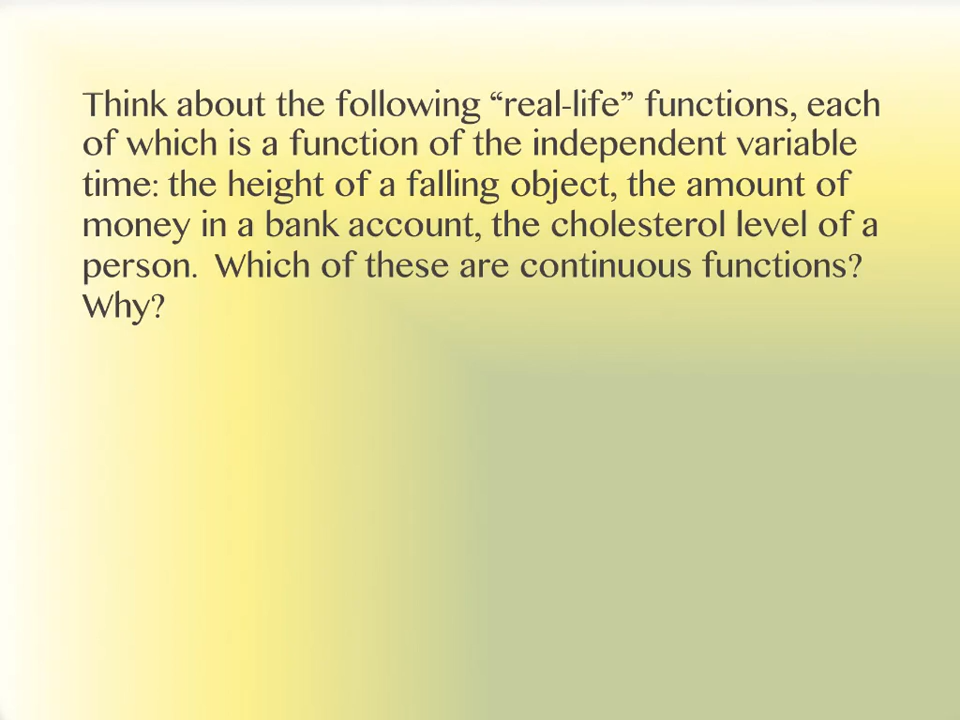 Think about the following “real-life” functions, each
of which is a function of the independent variable
time: the height of a falling object, the amount of
money in a bank account, the cholesterol level of a
person.  Which of these are continuous functions?
Why?